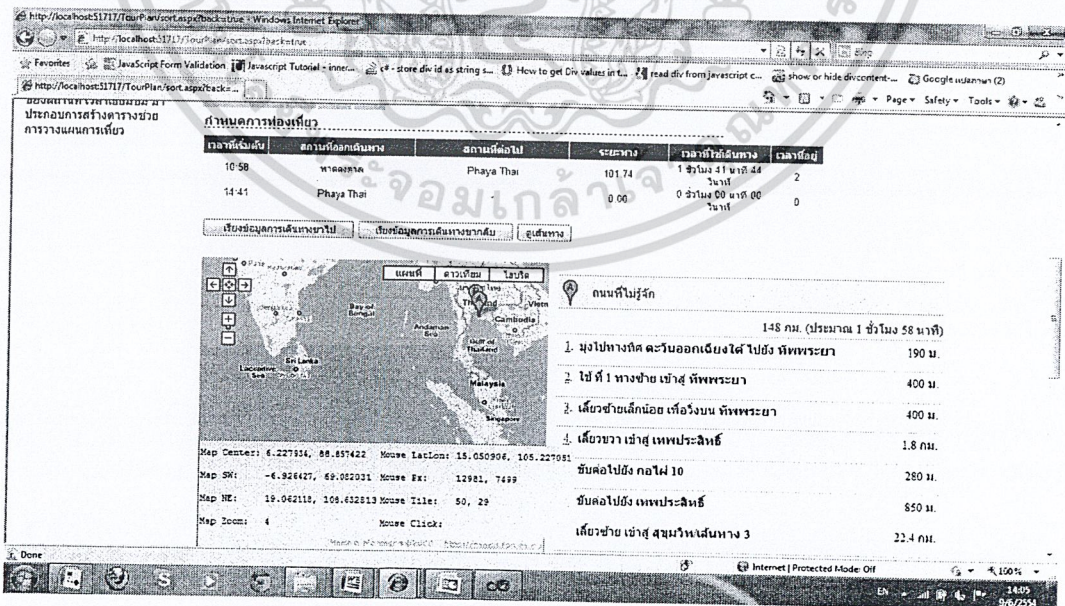 http://localhost:51717/TourPlan/sort.aspx?back=true - Windows Internet Explorer
http://localhost:51717/TourPlan/sort.aspx?back=true
Bing
Favorites JavaScript Form Validation Javascript Tutorial - inner... c# - store div id as string s... How to get Div values in t... read div from javascript c... show or hide divcontent-... Google แปลภาษา (2)
http://localhost:51717/TourPlan/sort.aspx?back=...
Page Safety Tools
ประกอบการสร้างตารางช่วย
การวางแผนการเที่ยว
กำหนดการท่องเที่ยว
เวลาที่เริ่มต้น สถานที่ออกเดินทาง สถานที่ต่อไป ระยะทาง เวลาที่ใช้เดินทาง เวลาที่อยู่
10:58 Phaya Thai 101.74 1 ชั่วโมง 41 นาที 44 วินาที 2
14:41 Phaya Thai - 0.00 0 ชั่วโมง 00 นาที 00 วินาที 0
เรียงข้อมูลการเดินทางขาไป เรียงข้อมูลการเดินทางขากลับ ดูเส้นทาง
แผนที่ ดาวเทียม ไฮบริด
Bay of Bengal
Andaman Sea
Cambodia
Gulf of Thailand
Sri Lanka
Laccadive Sea
Malaysia
Singapore
A ถนนที่ไม่รู้จัก
148 กม. (ประมาณ 1 ชั่วโมง 58 นาที)
1. มุ่งไปทางทิศ ตะวันออกเฉียงใต้ ไปยัง ทัพพระยา 190 ม.
2. ใช้ ที่ 1 ทางซ้าย เข้าสู่ ทัพพระยา 400 ม.
3. เลี้ยวซ้ายเล็กน้อย เพื่อวิ่งบน ทัพพระยา 400 ม.
4. เลี้ยวขวา เข้าสู่ เทพประสิทธิ์ 1.8 กม.
ขับต่อไปยัง กอไผ่ 10 280 ม.
ขับต่อไปยัง เทพประสิทธิ์ 850 ม.
เลี้ยวซ้าย เข้าสู่ สุขุมวิท/เส้นทาง 3 22.4 กม.
Map Center: 6.227934, 88.857422 Mouse LatLon: 15.050906, 105.227051
Map SW: -6.926427, 69.082031 Mouse Px: 12981, 7499
Map NE: 19.062118, 108.632813 Mouse Tile: 50, 29
Map Zoom: 4 Mouse Click:
Done
Internet | Protected Mode: Off 100%
EN 14:05
9/6/2554